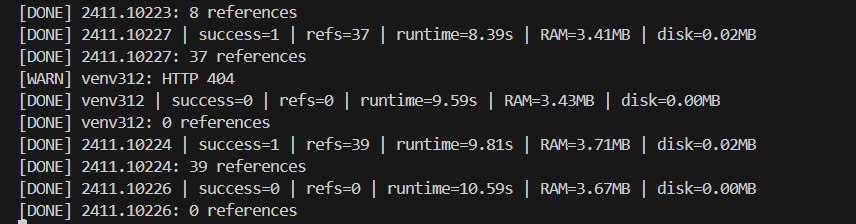 [DONE] 2411.10223: 8 references
[DONE] 2411.10227 | success=1 | refs=37 | runtime=8.39s | RAM=3.41MB | disk=0.02MB
[DONE] 2411.10227: 37 references
[WARN] venv312: HTTP 404
[DONE] venv312 | success=0 | refs=0 | runtime=9.59s | RAM=3.43MB | disk=0.00MB
[DONE] venv312: 0 references
[DONE] 2411.10224 | success=1 | refs=39 | runtime=9.81s | RAM=3.71MB | disk=0.02MB
[DONE] 2411.10224: 39 references
[DONE] 2411.10226 | success=0 | refs=0 | runtime=10.59s | RAM=3.67MB | disk=0.00MB
[DONE] 2411.10226: 0 references